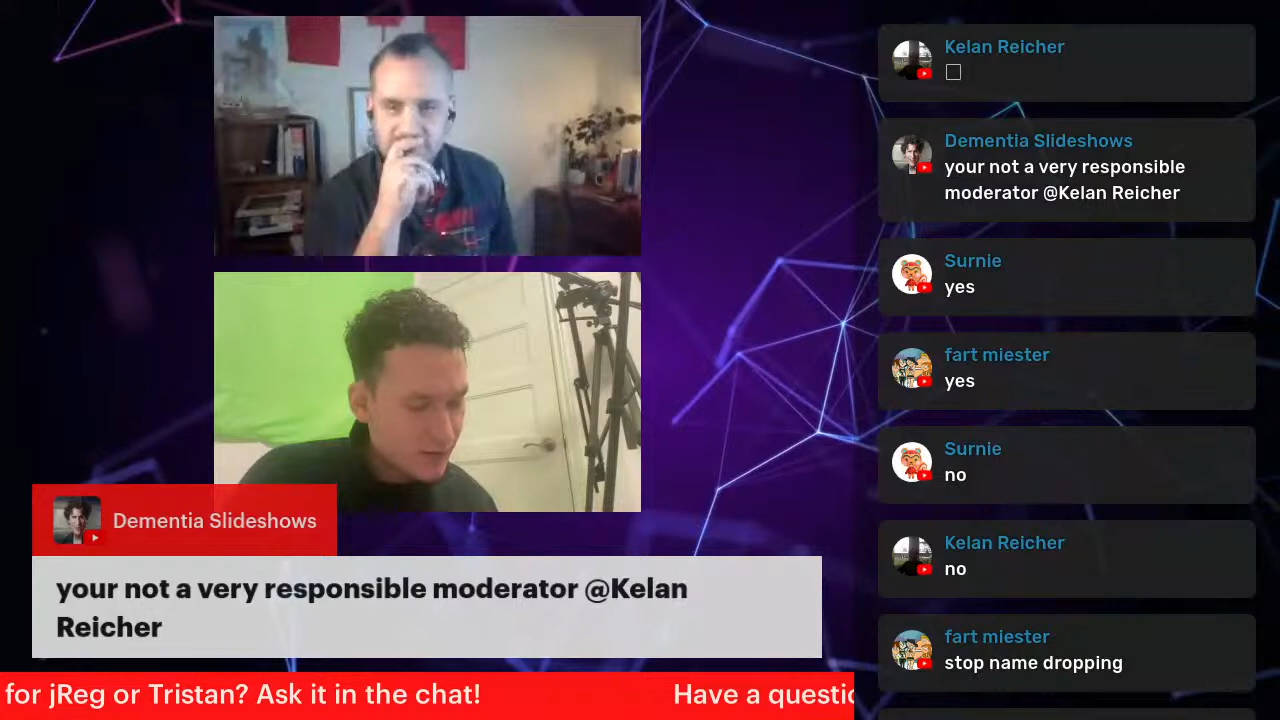 Kelan Reicher
Dementia Slideshows
your not a very responsible
moderator @Kelan Reicher
Surnie
yes
fart miester
yes
Surnie
no
Kelan Reicher
no
fart miester
stop name dropping
Dementia Slideshows
your not a very responsible moderator @Kelan
Reicher
for jReg or Tristan? Ask it in the chat!
Have a questio